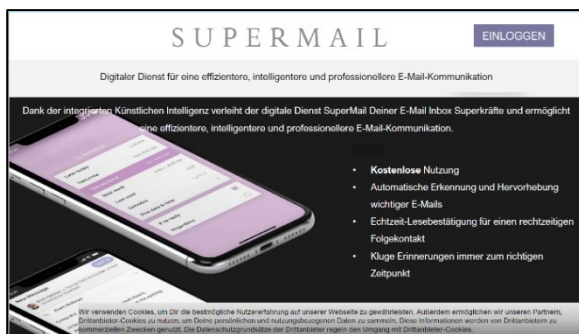 SUPERMAIL
EINLOGGEN
Digitaler Dienst für eine effizientere, intelligentere und professionellere E-Mail-Kommunikation
Dank der integrierten Künstlichen Intelligenz verleiht der digitale Dienst SuperMail Deiner E-Mail Inbox Superkräfte und ermöglicht
eine effizientere, intelligentere und professionellere E-Mail-Kommunikation.
• Kostenlose Nutzung
• Automatische Erkennung und Hervorhebung
wichtiger E-Mails
• Echtzeit-Lesebestätigung für einen rechtzeitigen
Folgekontakt
• Kluge Erinnerungen immer zum richtigen
Zeitpunkt
Wir verwenden Cookies, um Dir die bestmögliche Nutzererfahrung auf unserer Webseite zu gewährleisten. Außerdem ermöglichen wir unseren Partnern,
Drittanbieter-Cookies zu nutzen, um Deine persönlichen und nutzungsbezogenen Daten zu sammeln. Diese Informationen werden von Drittanbietern zu
kommerziellen Zwecken genutzt. Die Datenschutzgrundsätze der Drittanbieter regeln den Umgang mit Drittanbieter-Cookies.